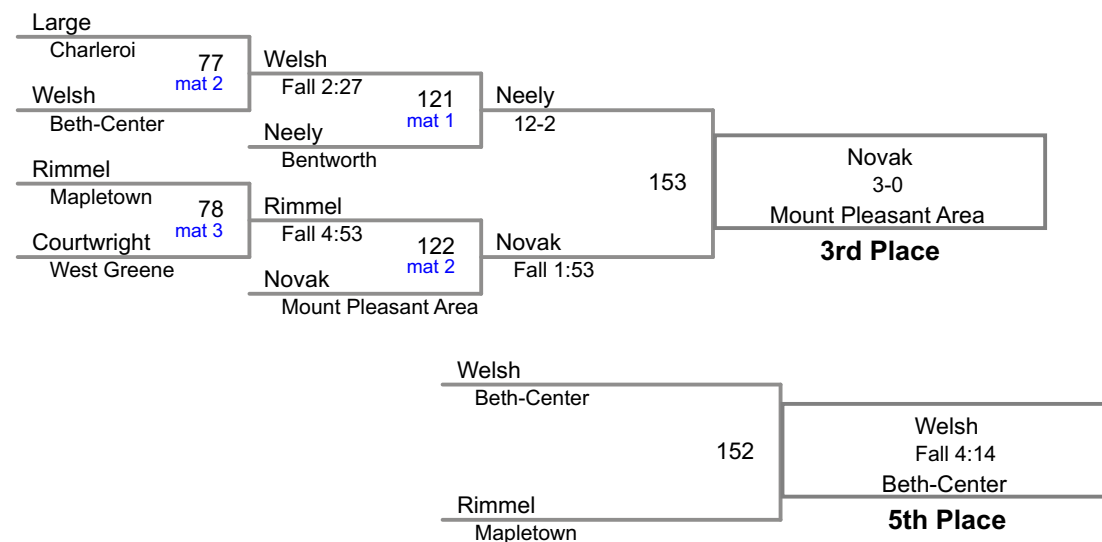 Large
Charleroi
77
mat 2
Welsh
Beth-Center
Welsh
Fall 2:27
121
mat 1
Neely
Bentworth
Neely
12-2
Rimmel
Mapletown
78
mat 3
Courtwright
West Greene
Rimmel
Fall 4:53
122
mat 2
Novak
Mount Pleasant Area
Novak
Fall 1:53
153
Novak
3-0
Mount Pleasant Area
3rd Place
Welsh
Beth-Center
152
Rimmel
Mapletown
Welsh
Fall 4:14
Beth-Center
5th Place